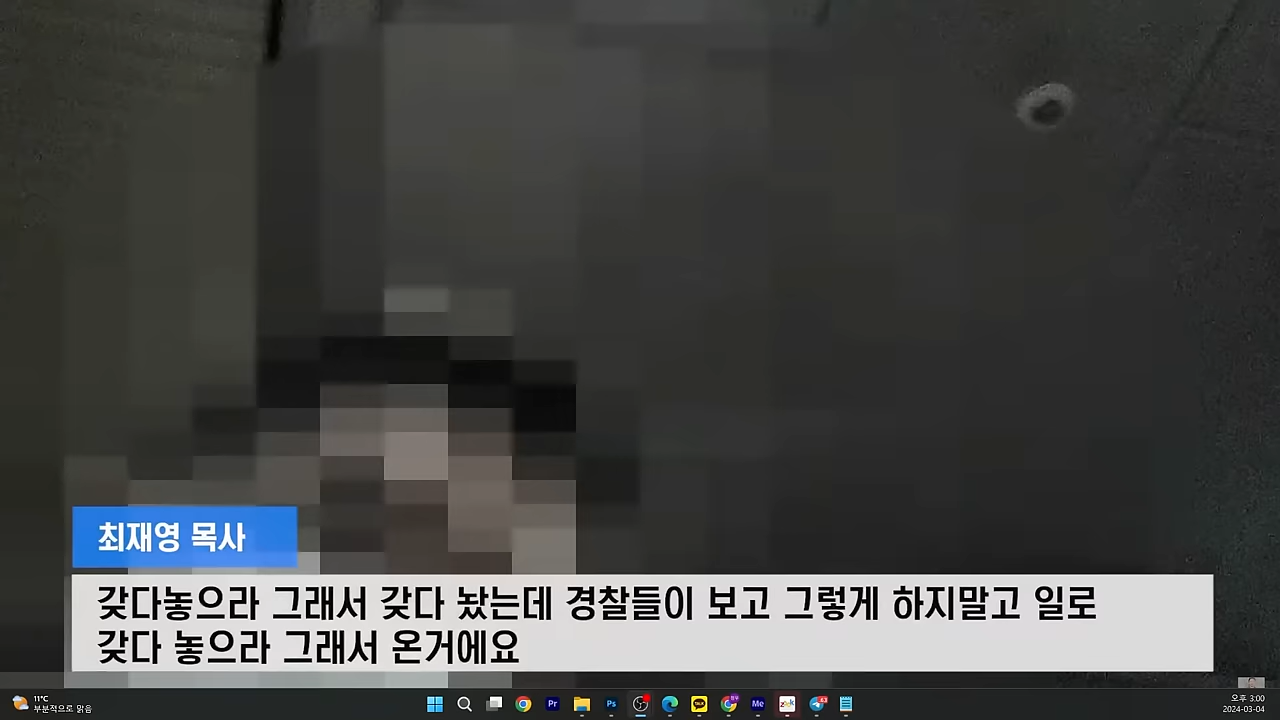 최재영 목사
갖다놓으라 그래서 갖다 놨는데 경찰들이 보고 그렇게 하지말고 일로
갖다 놓으라 그래서 온거에요
11°C
부분적으로 맑음
오후 3:00
2024-03-04